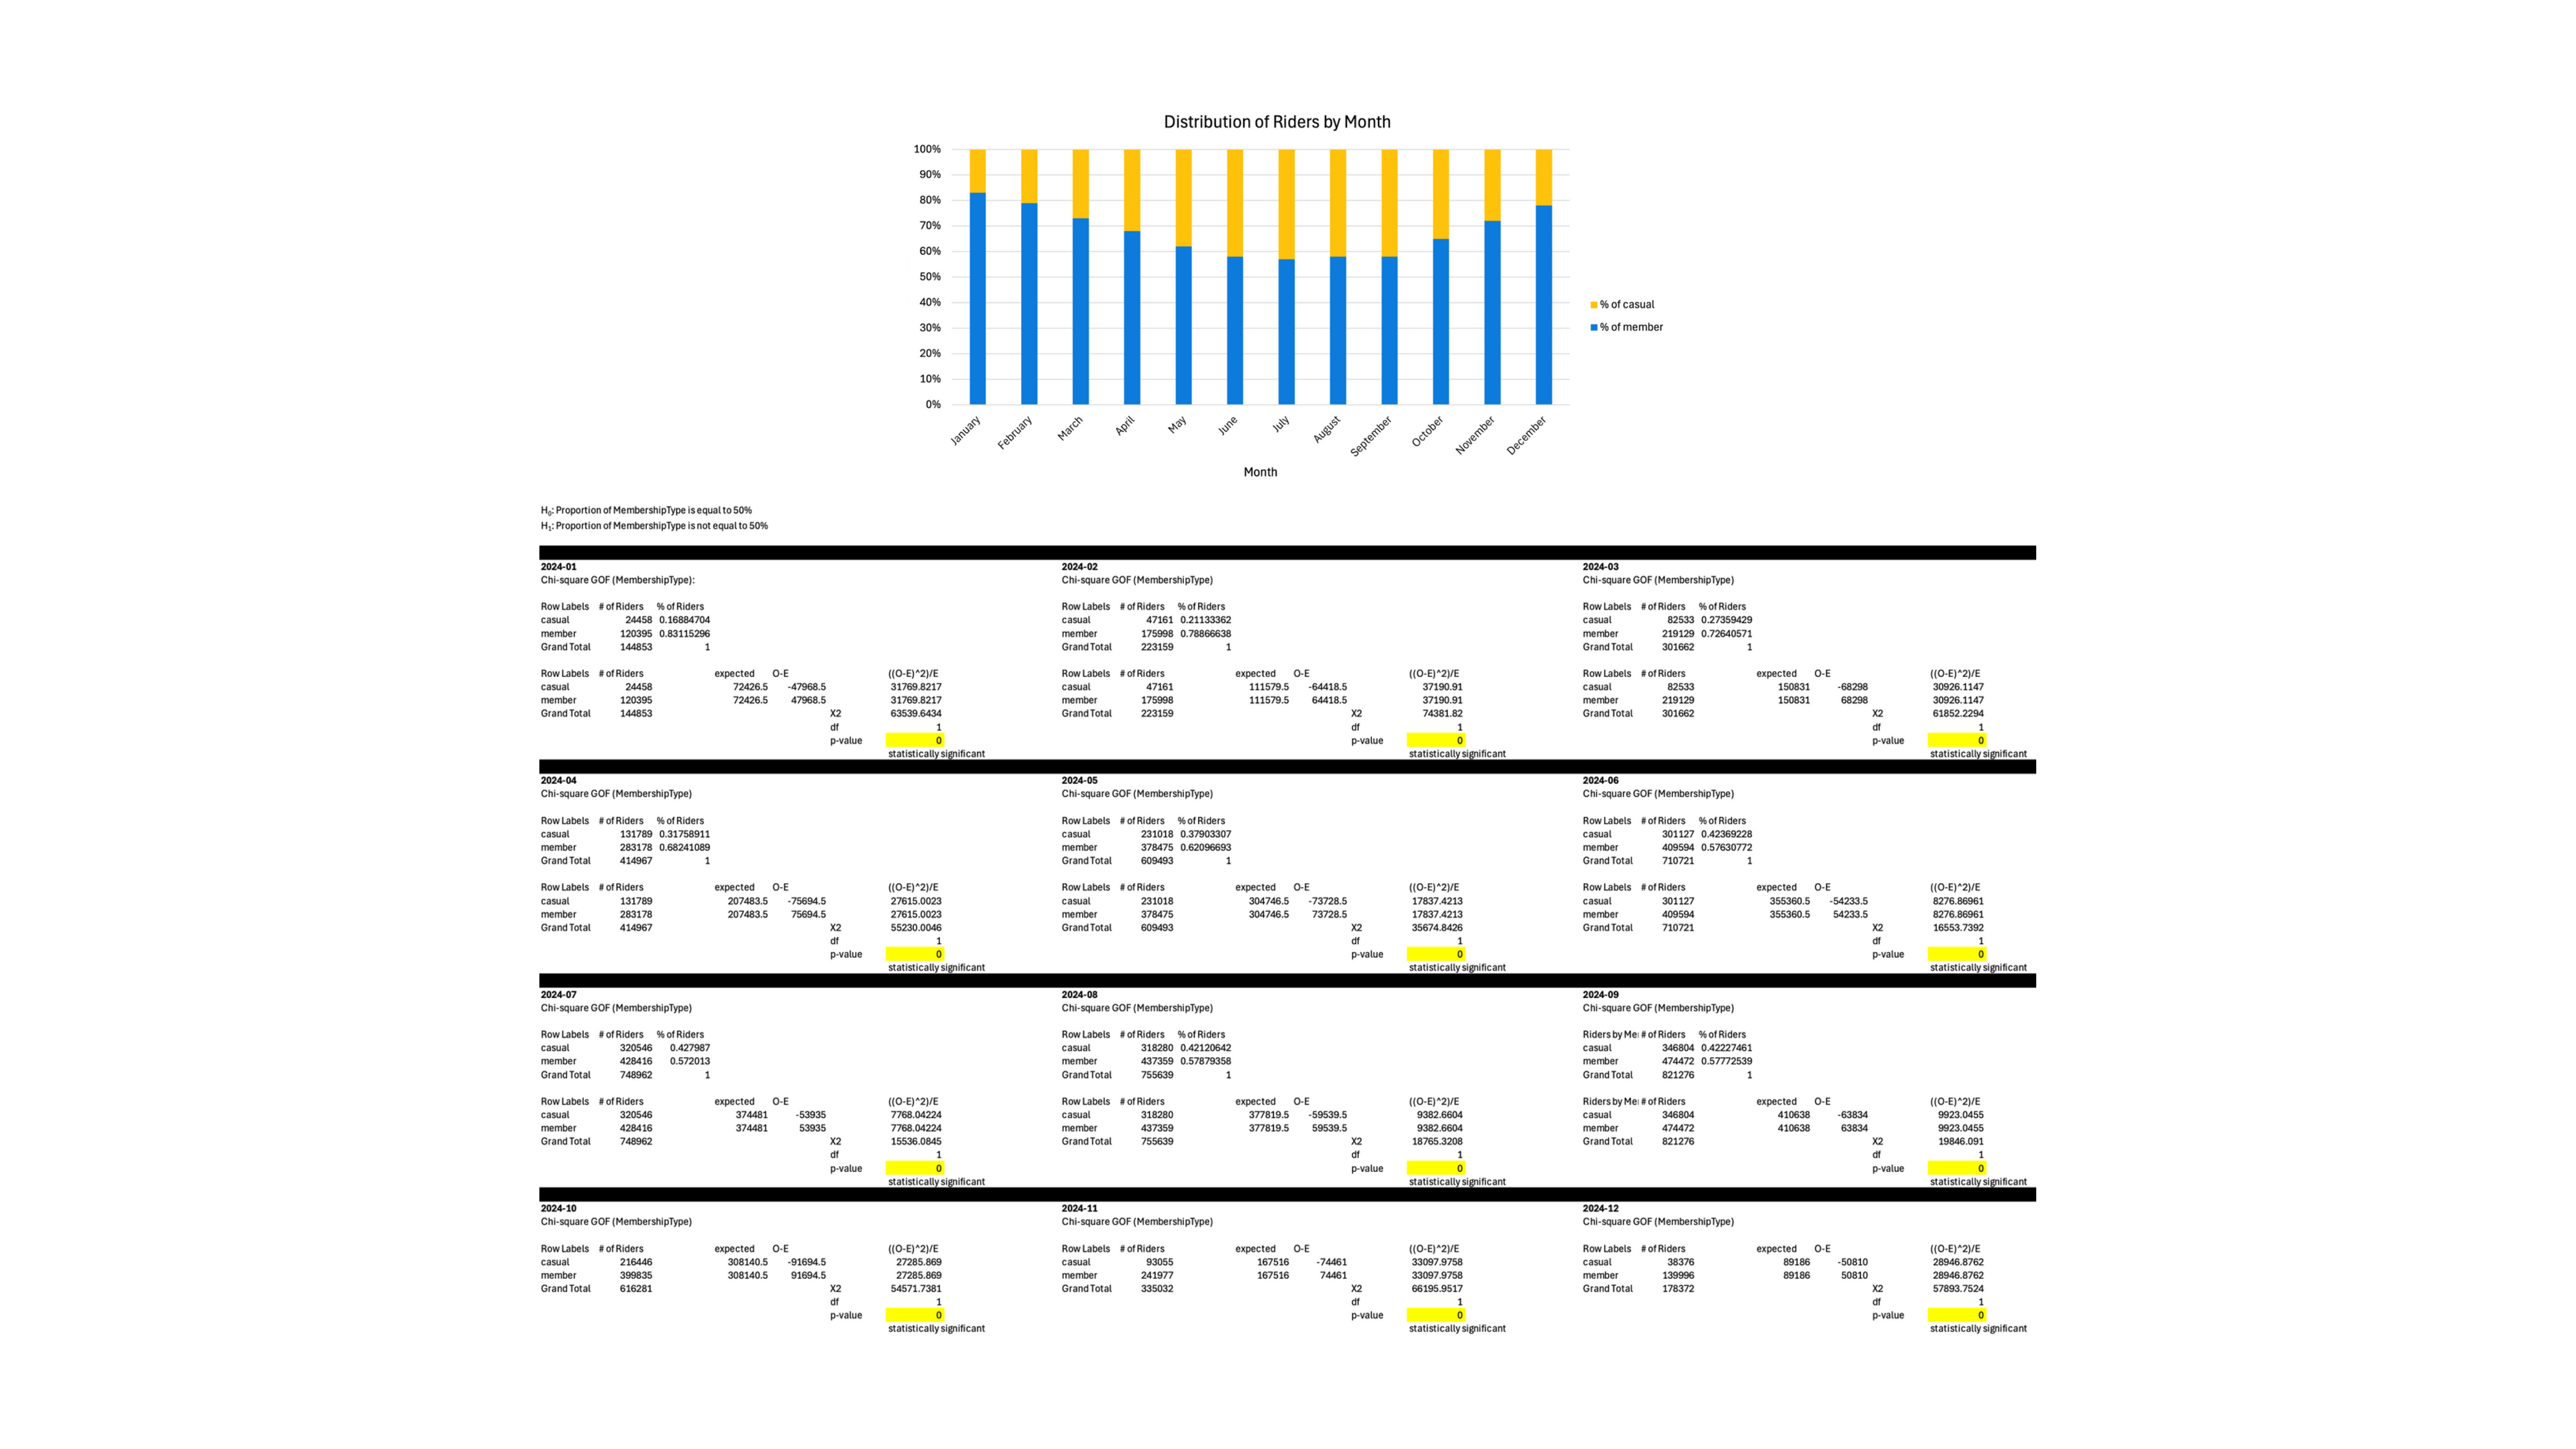 Distribution of Riders by Month
100%
90%
80%
70%
60%
50%
40%
30%
20%
10%
0%
% of casual
% of member
January February March April May June July August September October November December
Month
H0: Proportion of MembershipType is equal to 50%
H1: Proportion of MembershipType is not equal to 50%
2024-01 2024-02 2024-03
Chi-square GOF (MembershipType): Chi-square GOF (MembershipType) Chi-square GOF (MembershipType)
Row Labels # of Riders % of Riders Row Labels # of Riders % of Riders Row Labels # of Riders % of Riders
casual 24458 0.16884704 casual 47161 0.21133362 casual 82533 0.27359429
member 120395 0.83115296 member 175998 0.78866638 member 219129 0.72640571
Grand Total 144853 1 Grand Total 223159 1 Grand Total 301662 1
Row Labels # of Riders expected O-E ((O-E)^2)/E Row Labels # of Riders expected O-E ((O-E)^2)/E Row Labels # of Riders expected O-E ((O-E)^2)/E
casual 24458 72426.5 -47968.5 31769.8217 casual 47161 111579.5 -64418.5 37190.91 casual 82533 150831 -68298 30926.1147
member 120395 72426.5 47968.5 31769.8217 member 175998 111579.5 64418.5 37190.91 member 219129 150831 68298 30926.1147
Grand Total 144853 X2 63539.6434 Grand Total 223159 X2 74381.82 Grand Total 301662 X2 61852.2294
df 1 df 1 df 1
p-value 0 p-value 0 p-value 0
statistically significant statistically significant statistically significant
2024-04 2024-05 2024-06
Chi-square GOF (MembershipType) Chi-square GOF (MembershipType) Chi-square GOF (MembershipType)
Row Labels # of Riders % of Riders Row Labels # of Riders % of Riders Row Labels # of Riders % of Riders
casual 131789 0.31758911 casual 231018 0.37903307 casual 301127 0.42369228
member 283178 0.68241089 member 378475 0.62096693 member 409594 0.57630772
Grand Total 414967 1 Grand Total 609493 1 Grand Total 710721 1
Row Labels # of Riders expected O-E ((O-E)^2)/E Row Labels # of Riders expected O-E ((O-E)^2)/E Row Labels # of Riders expected O-E ((O-E)^2)/E
casual 131789 207483.5 -75694.5 27615.0023 casual 231018 304746.5 -73728.5 17837.4213 casual 301127 355360.5 -54233.5 8276.86961
member 283178 207483.5 75694.5 27615.0023 member 378475 304746.5 73728.5 17837.4213 member 409594 355360.5 54233.5 8276.86961
Grand Total 414967 X2 55230.0046 Grand Total 609493 X2 35674.8426 Grand Total 710721 X2 16553.7392
df 1 df 1 df 1
p-value 0 p-value 0 p-value 0
statistically significant statistically significant statistically significant
2024-07 2024-08 2024-09
Chi-square GOF (MembershipType) Chi-square GOF (MembershipType) Chi-square GOF (MembershipType)
Row Labels # of Riders % of Riders Row Labels # of Riders % of Riders Riders by Me # of Riders % of Riders
casual 320546 0.427987 casual 318280 0.42120642 casual 346804 0.42227461
member 428416 0.572013 member 437359 0.57879358 member 474472 0.57772539
Grand Total 748962 1 Grand Total 755639 1 Grand Total 821276 1
Row Labels # of Riders expected O-E ((O-E)^2)/E Row Labels # of Riders expected O-E ((O-E)^2)/E Riders by Me # of Riders expected O-E ((O-E)^2)/E
casual 320546 374481 -53935 7768.04224 casual 318280 377819.5 -59539.5 9382.6604 casual 346804 410638 -63834 9923.0455
member 428416 374481 53935 7768.04224 member 437359 377819.5 59539.5 9382.6604 member 474472 410638 63834 9923.0455
Grand Total 748962 X2 15536.0845 Grand Total 755639 X2 18765.3208 Grand Total 821276 X2 19846.091
df 1 df 1 df 1
p-value 0 p-value 0 p-value 0
statistically significant statistically significant statistically significant
2024-10 2024-11 2024-12
Chi-square GOF (MembershipType) Chi-square GOF (MembershipType) Chi-square GOF (MembershipType)
Row Labels # of Riders expected O-E ((O-E)^2)/E Row Labels # of Riders expected O-E ((O-E)^2)/E Row Labels # of Riders expected O-E ((O-E)^2)/E
casual 216446 308140.5 -91694.5 27285.869 casual 93055 167516 -74461 33097.9758 casual 38376 89186 -50810 28946.8762
member 399835 308140.5 91694.5 27285.869 member 241977 167516 74461 33097.9758 member 139996 89186 50810 28946.8762
Grand Total 616281 X2 54571.7381 Grand Total 335032 X2 66195.9517 Grand Total 178372 X2 57893.7524
df 1 df 1 df 1
p-value 0 p-value 0 p-value 0
statistically significant statistically significant statistically significant